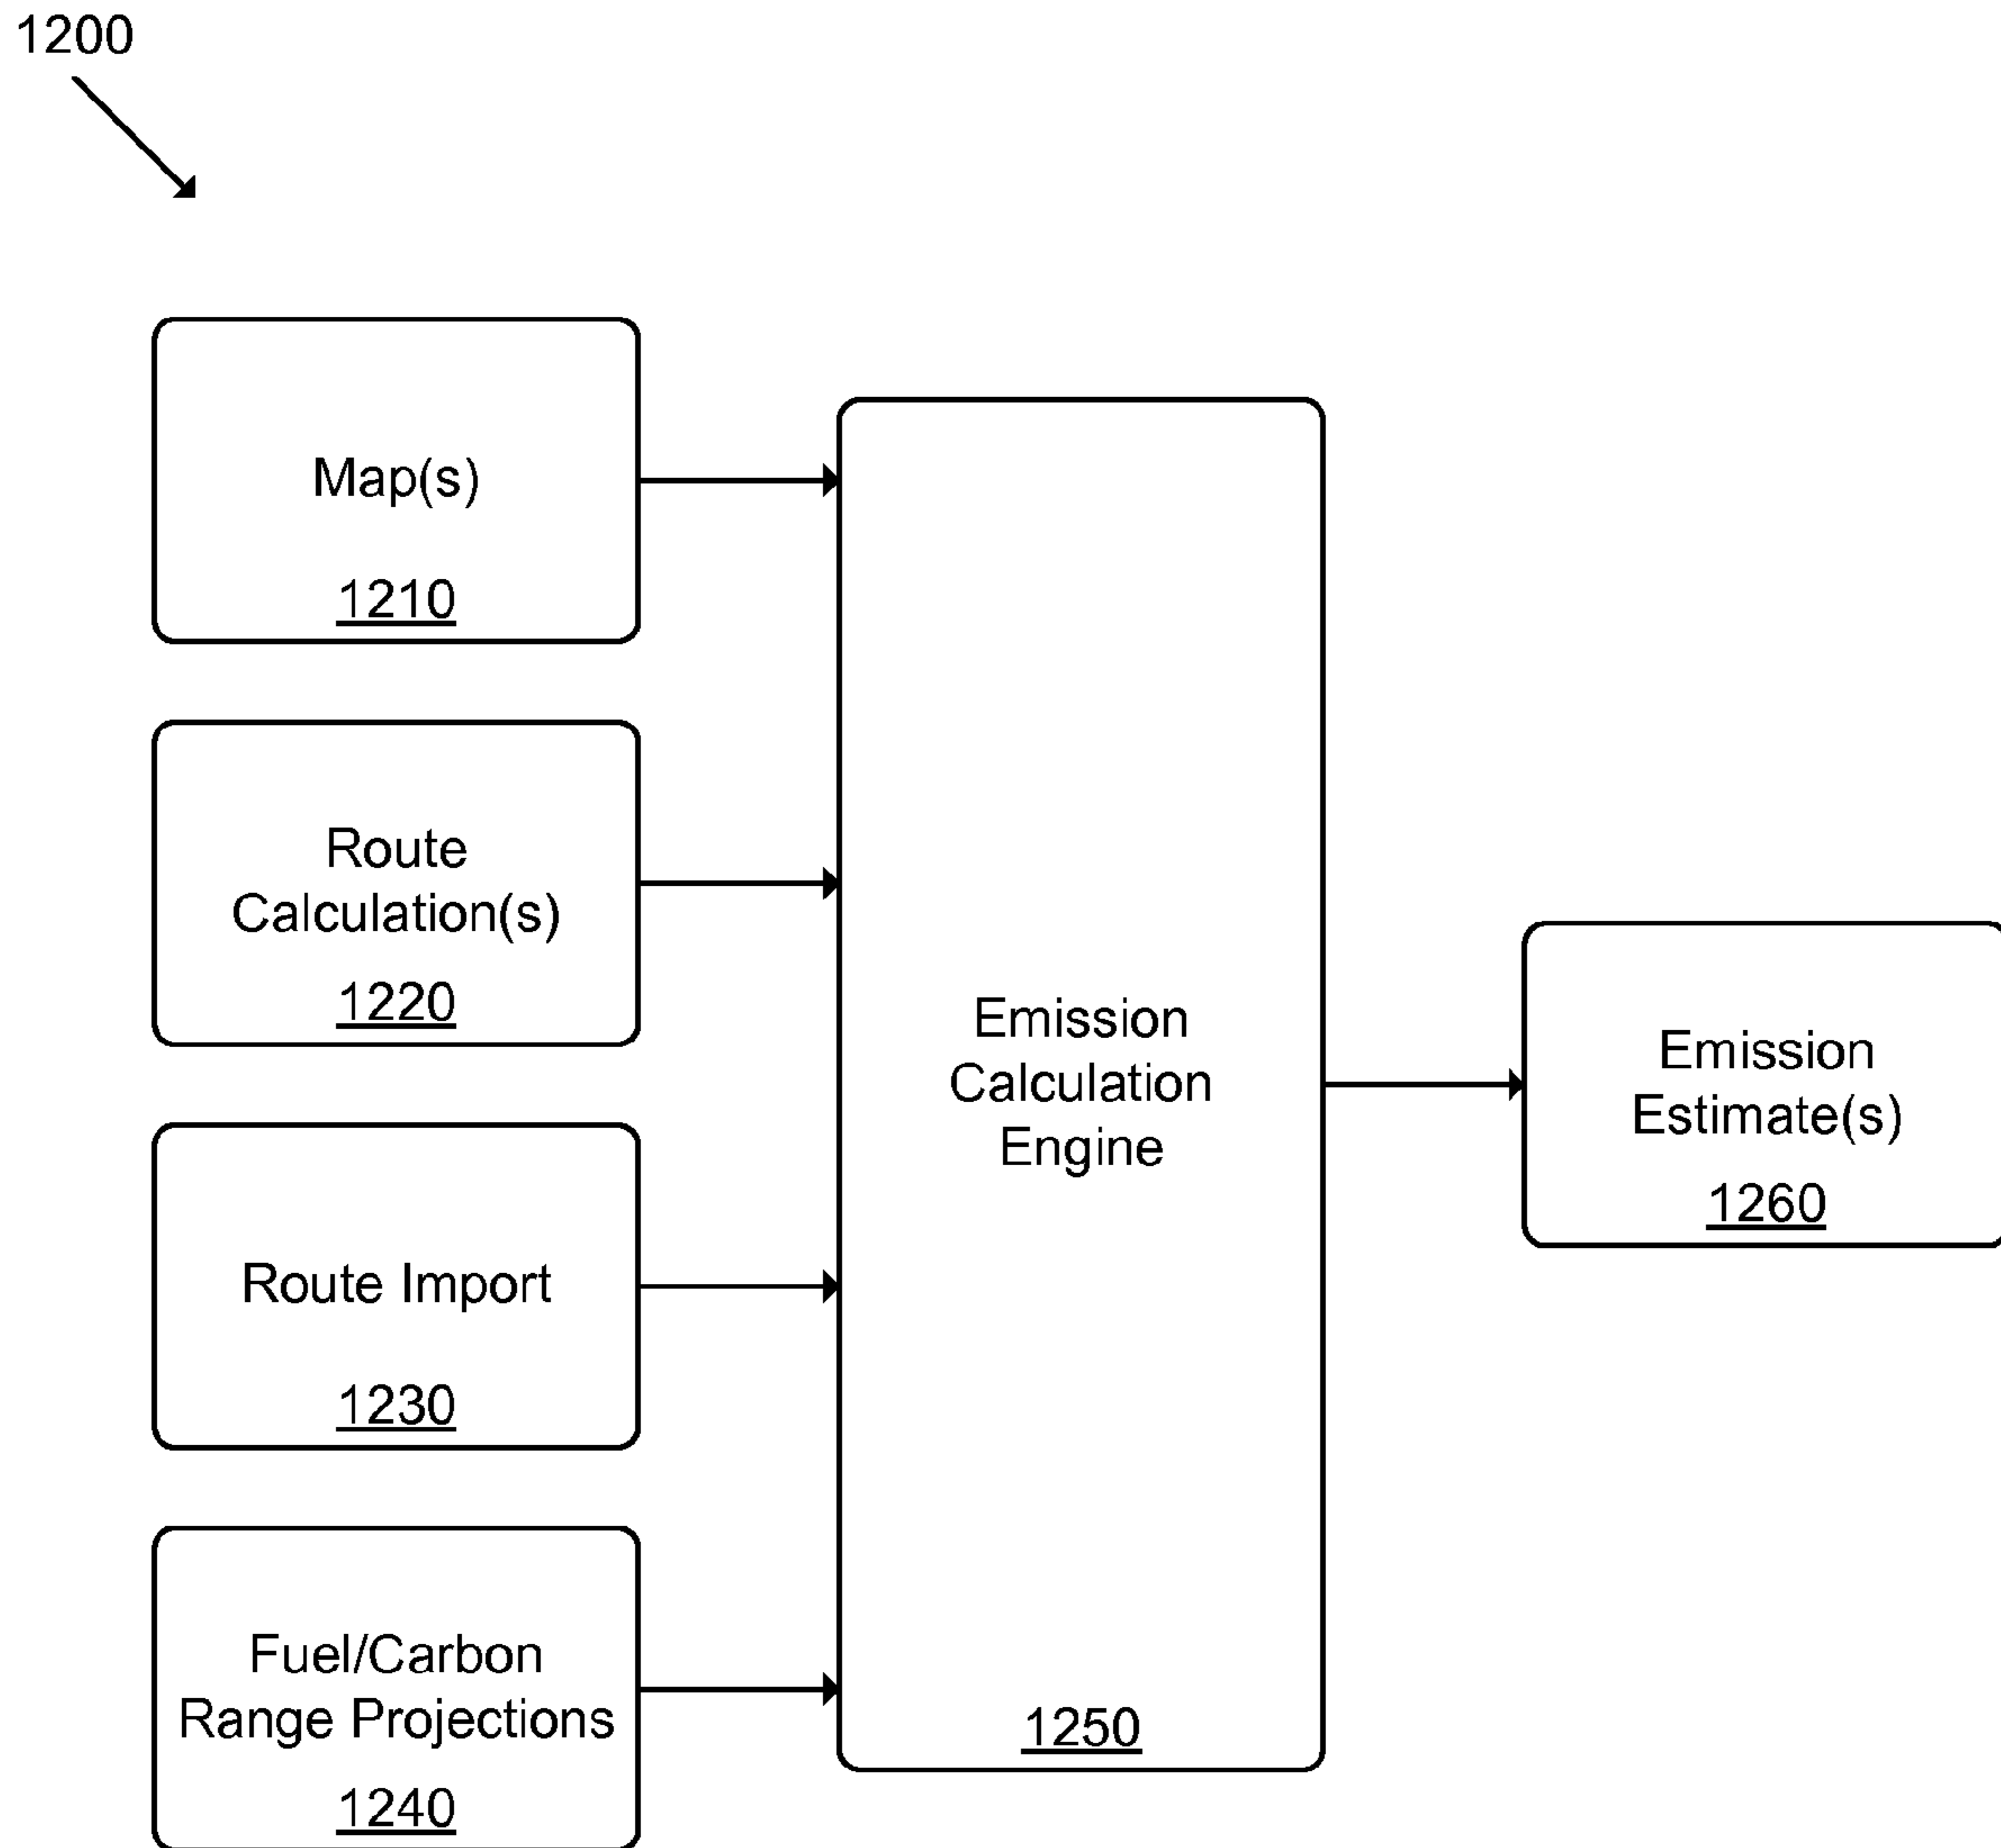 1200
Map(s)
1210
Route
Calculation(s)
1220
Route Import
1230
Fuel/Carbon
Range Projections
1240
Emission
Calculation
Engine
1250
Emission
Estimate(s)
1260